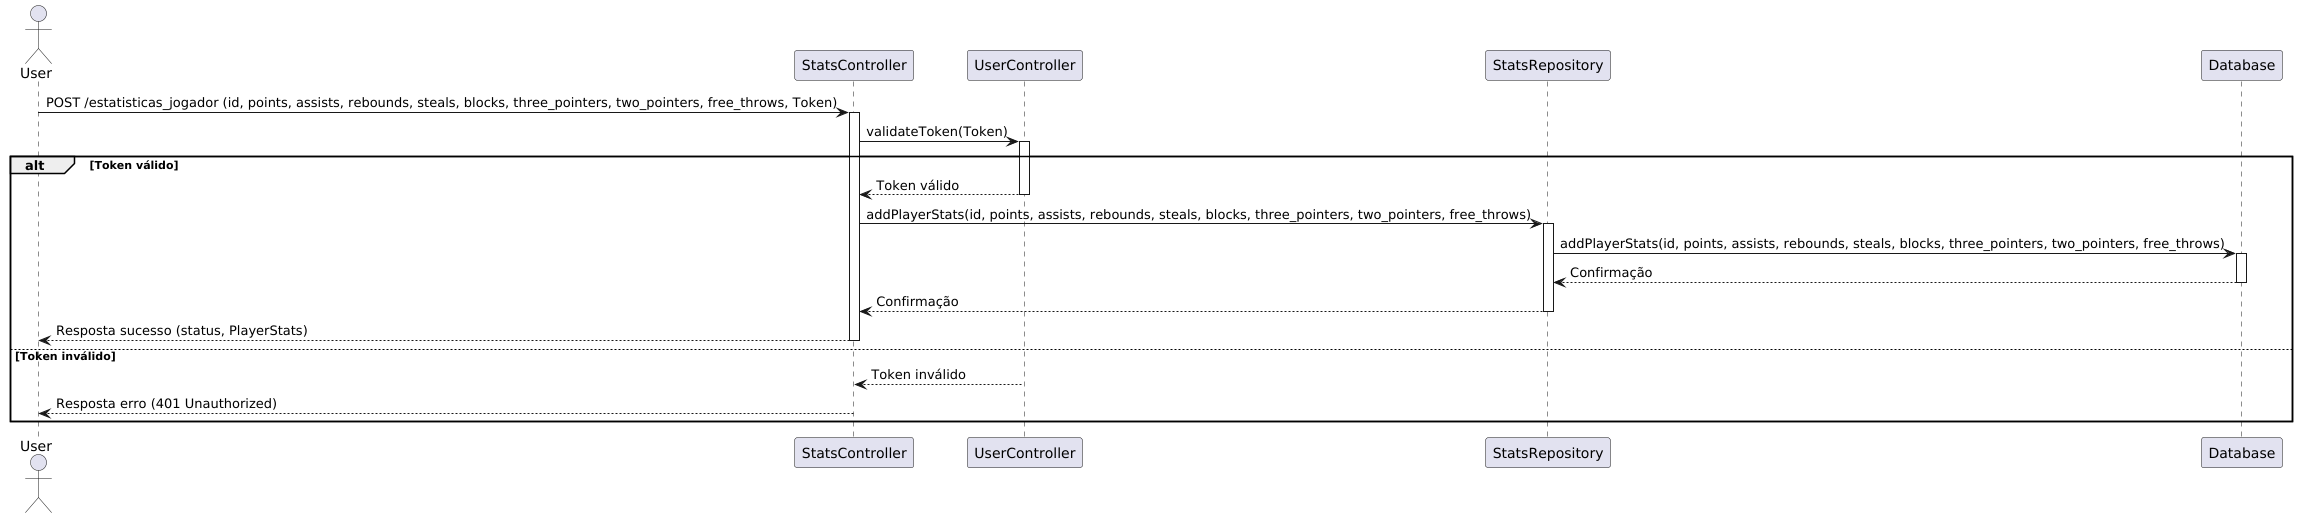 User
StatsController
UserController
StatsRepository
Database
POST /estatisticas_jogador (id, points, assists, rebounds, steals, blocks, three_pointers, two_pointers, free_throws, Token)
validateToken(Token)
alt
[Token válido]
Token válido
addPlayerStats(id, points, assists, rebounds, steals, blocks, three_pointers, two_pointers, free_throws)
addPlayerStats(id, points, assists, rebounds, steals, blocks, three_pointers, two_pointers, free_throws)
Confirmação
Confirmação
Resposta sucesso (status, PlayerStats)
[Token inválido]
Token inválido
Resposta erro (401 Unauthorized)
User
StatsController
UserController
StatsRepository
Database